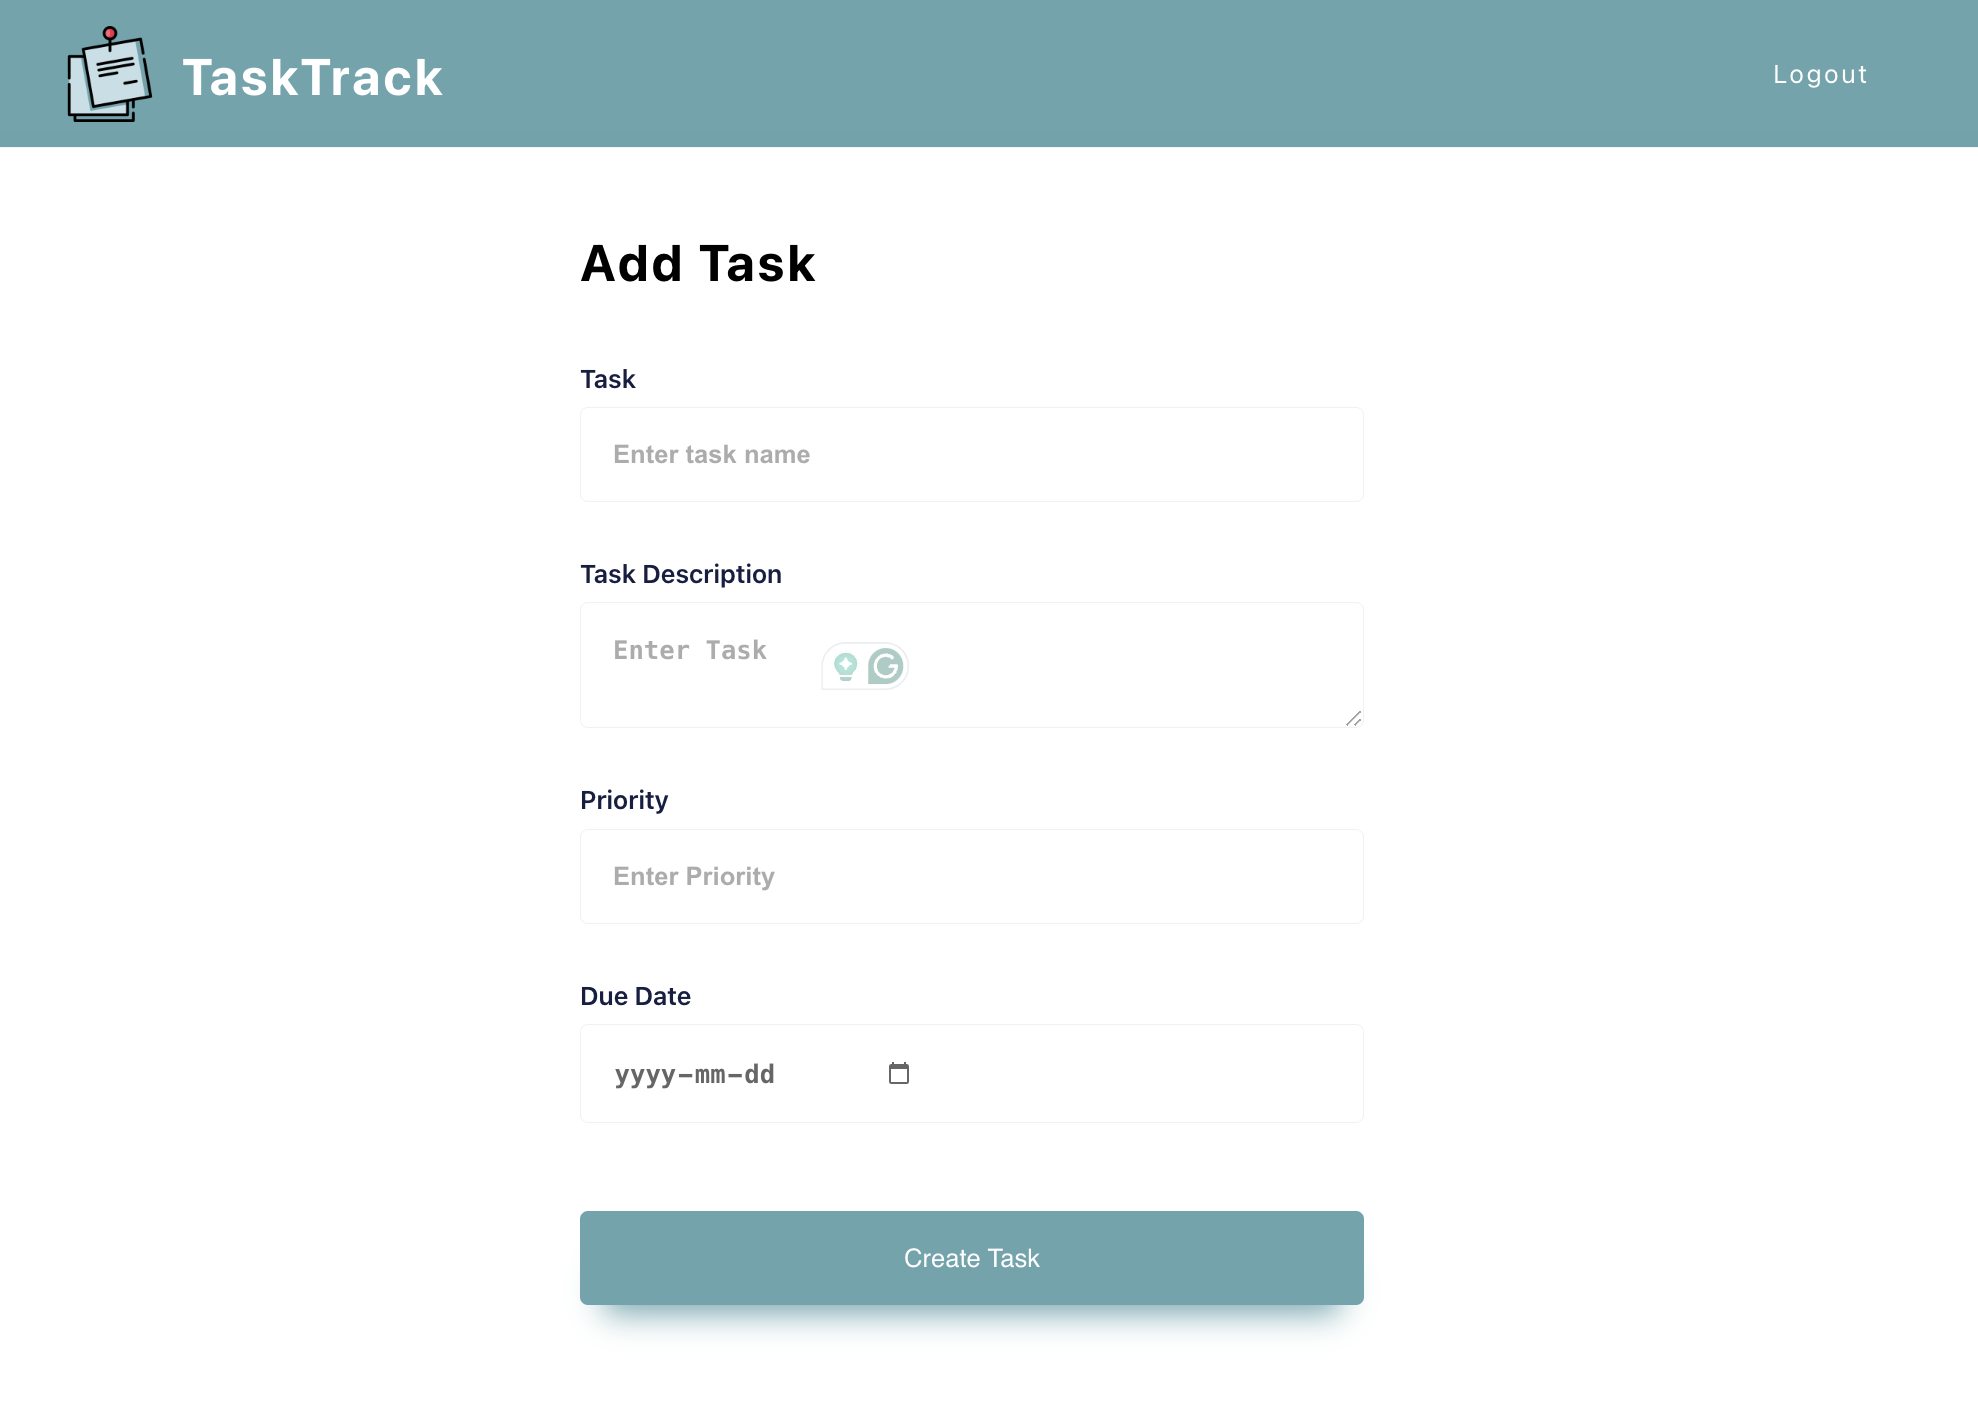 TaskTrack
Logout
Add Task
Task
Enter task name
Task Description
Enter Task
Priority
Enter Priority
Due Date
yyyy-mm-dd
Create Task